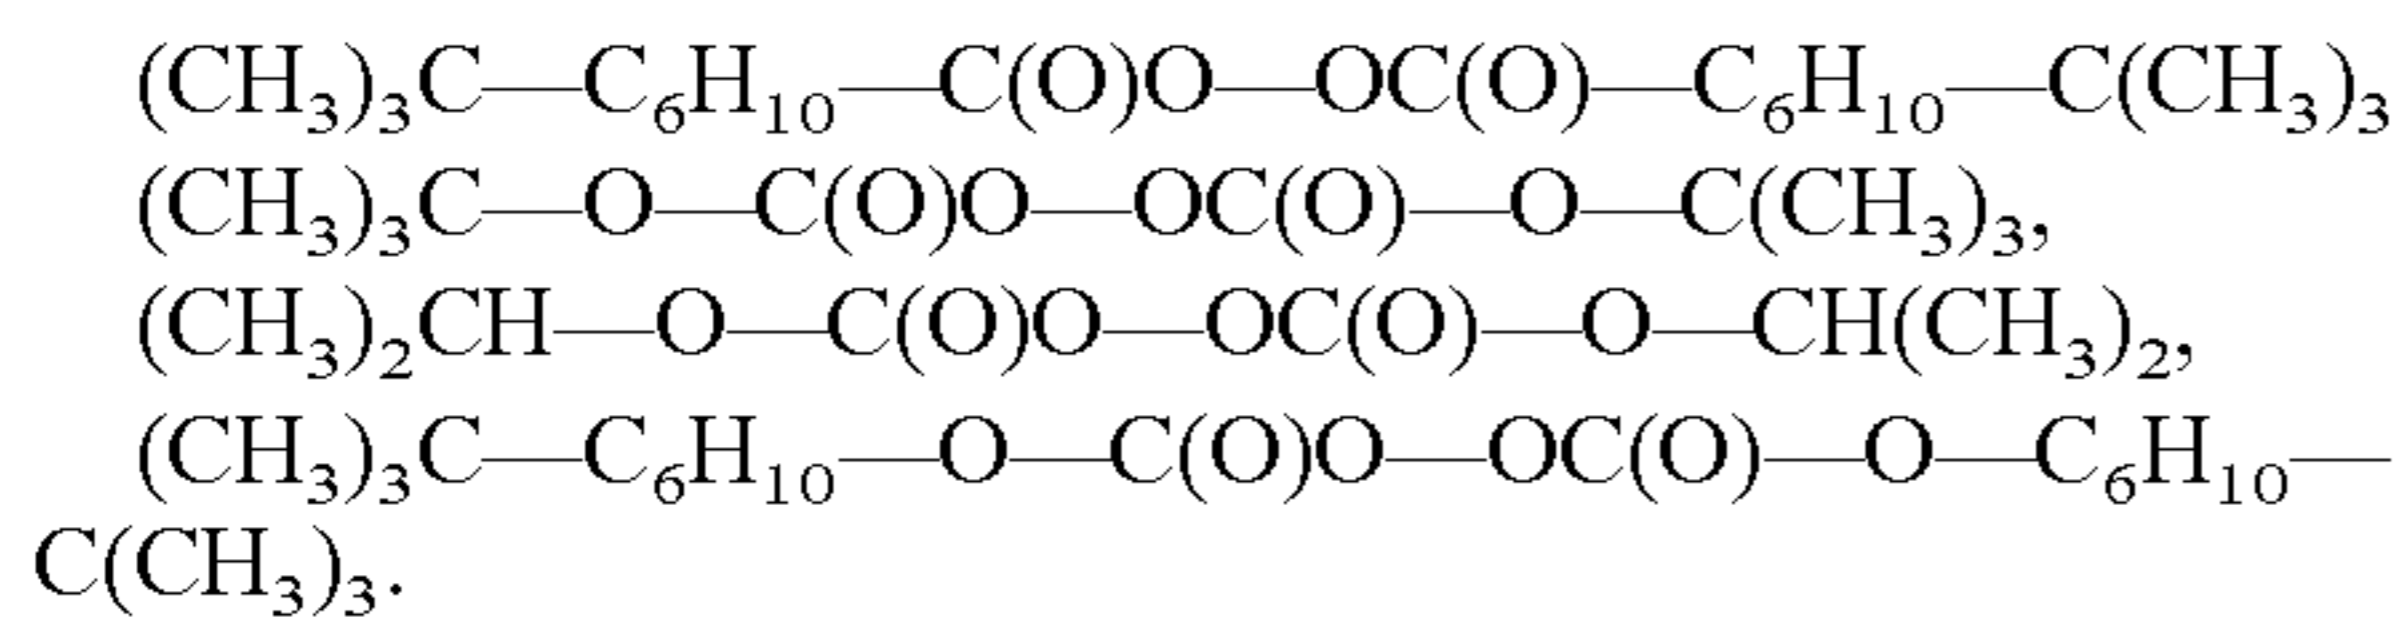 (CH₃)₃C—C₆H₁₀—C(O)O—OC(O)—C₆H₁₀—C(CH₃)₃
(CH₃)₃C—O—C(O)O—OC(O)—O—C(CH₃)₃,
(CH₃)₂CH—O—C(O)O—OC(O)—O—CH(CH₃)₂,
(CH₃)₃C—C₆H₁₀—O—C(O)O—OC(O)—O—C₆H₁₀—
C(CH₃)₃.